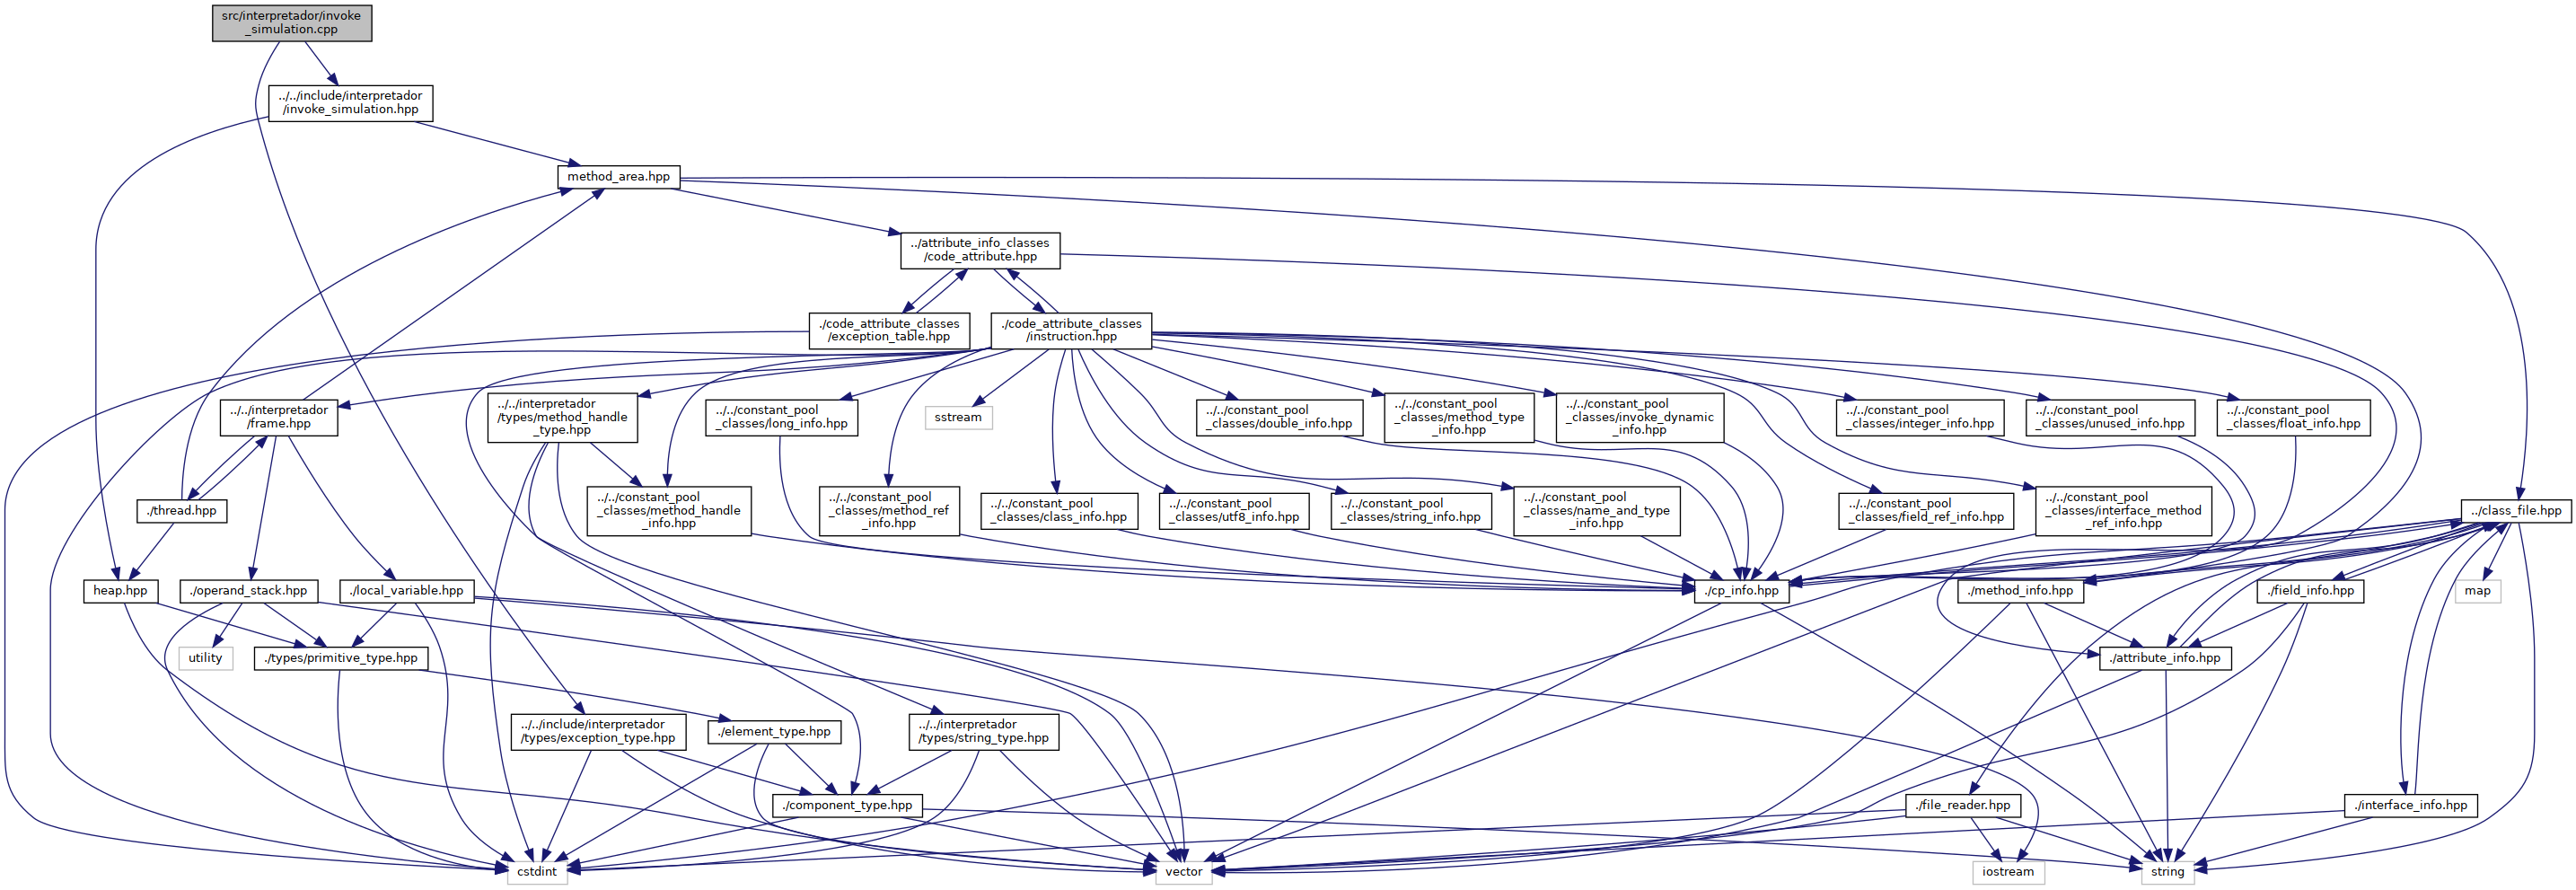 src/interpretador/invoke
_simulation.cpp
../../include/interpretador
/invoke_simulation.hpp
method_area.hpp
../attribute_info_classes
/code_attribute.hpp
./code_attribute_classes
/exception_table.hpp
./code_attribute_classes
/instruction.hpp
../../interpretador
/frame.hpp
../../interpretador
/types/method_handle
_type.hpp
../../constant_pool
_classes/long_info.hpp
sstream
../../constant_pool
_classes/double_info.hpp
../../constant_pool
_classes/method_type
_info.hpp
../../constant_pool
_classes/invoke_dynamic
_info.hpp
../../constant_pool
_classes/integer_info.hpp
../../constant_pool
_classes/unused_info.hpp
../../constant_pool
_classes/float_info.hpp
./thread.hpp
../../constant_pool
_classes/method_handle
_info.hpp
../../constant_pool
_classes/method_ref
_info.hpp
../../constant_pool
_classes/class_info.hpp
../../constant_pool
_classes/utf8_info.hpp
../../constant_pool
_classes/string_info.hpp
../../constant_pool
_classes/name_and_type
_info.hpp
../../constant_pool
_classes/field_ref_info.hpp
../../constant_pool
_classes/interface_method
_ref_info.hpp
../class_file.hpp
heap.hpp
./operand_stack.hpp
./local_variable.hpp
./cp_info.hpp
./method_info.hpp
./field_info.hpp
map
utility
./types/primitive_type.hpp
./attribute_info.hpp
../../include/interpretador
/types/exception_type.hpp
./element_type.hpp
../../interpretador
/types/string_type.hpp
./component_type.hpp
./file_reader.hpp
./interface_info.hpp
cstdint
vector
iostream
string